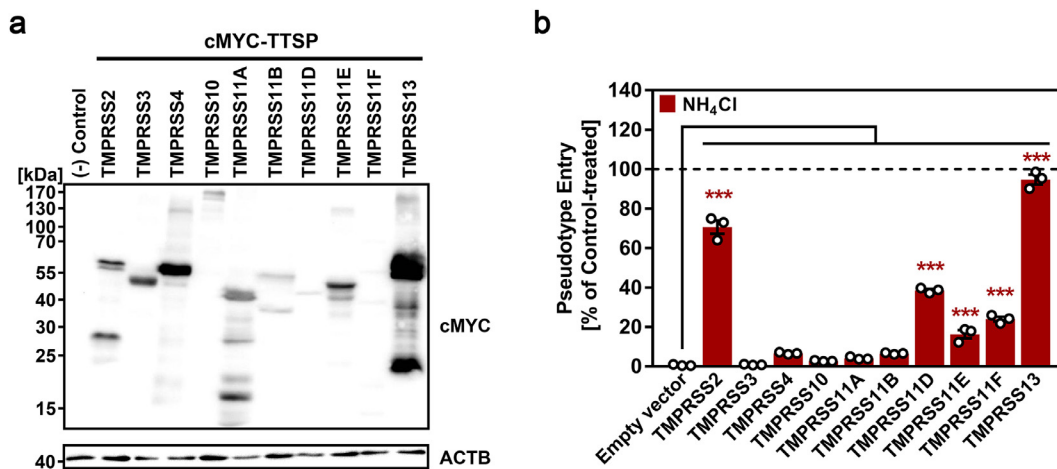 a
cMYC-TTSP
(-) Control
TMPRSS2
TMPRSS3
TMPRSS4
TMPRSS10
TMPRSS11A
TMPRSS11B
TMPRSS11D
TMPRSS11E
TMPRSS11F
TMPRSS13
[kDa]
170
130
100
70
55
40
30
25
15
cMYC
40
ACTB
b
NH₄Cl
140
120
100
80
60
40
20
0
Pseudotype Entry
[% of Control-treated]
***
***
***
***
***
Empty vector
TMPRSS2
TMPRSS3
TMPRSS4
TMPRSS10
TMPRSS11A
TMPRSS11B
TMPRSS11D
TMPRSS11E
TMPRSS11F
TMPRSS13